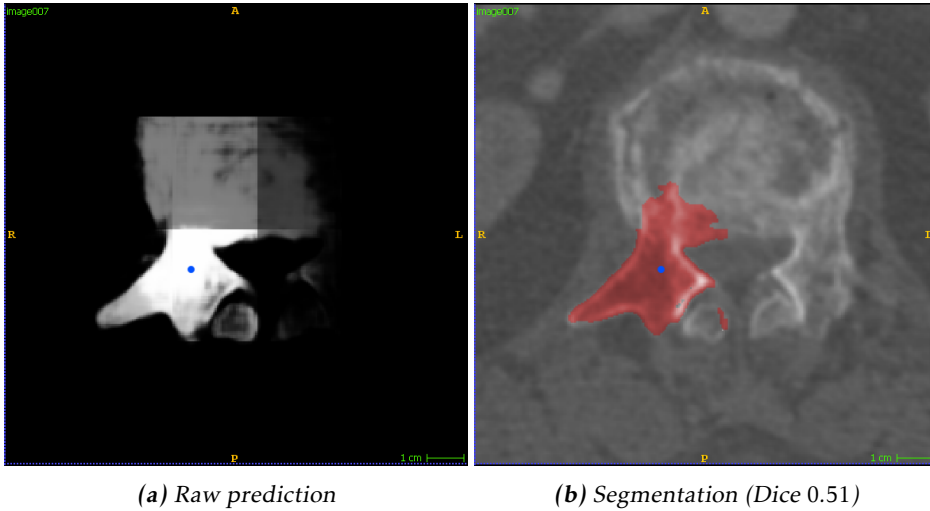 image007
A
R
L
P
1 cm
image007
A
R
P
1 cm
(a) Raw prediction
(b) Segmentation (Dice 0.51)